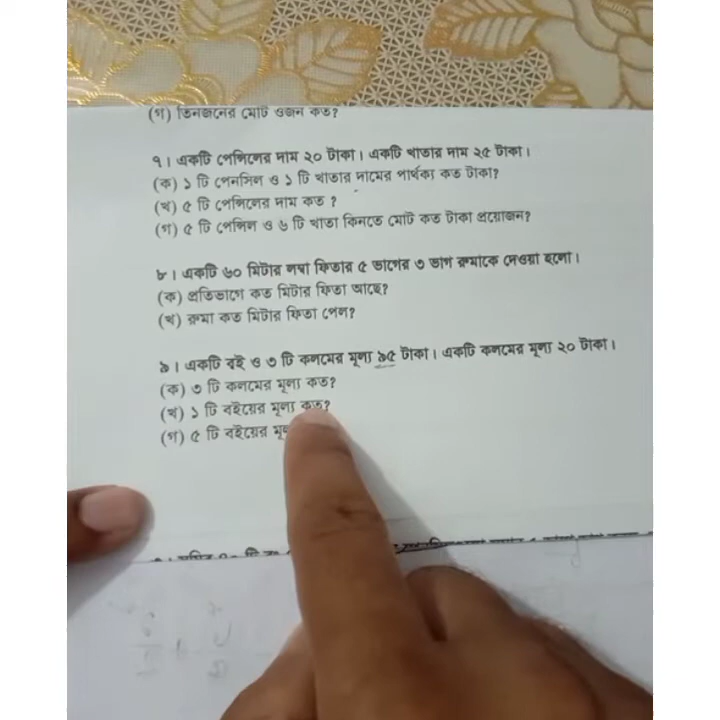 (গ) তিনজনের মোট ওজন কত?
৭। একটি পেন্সিলের দাম ২০ টাকা। একটি খাতার দাম ২৫ টাকা।
(ক) ১ টি পেনসিল ও ১ টি খাতার দামের পার্থক্য কত টাকা?
(খ) ৫ টি পেন্সিলের দাম কত ?
(গ) ৫ টি পেন্সিল ও ৬ টি খাতা কিনতে মোট কত টাকা প্রয়োজন?
৮। একটি ৬০ মিটার লম্বা ফিতার ৫ ভাগের ৩ ভাগ রুমাকে দেওয়া হলো।
(ক) প্রতিভাগে কত মিটার ফিতা আছে?
(খ) রুমা কত মিটার ফিতা পেল?
৯। একটি বই ও ৩ টি কলমের মূল্য ৯৫ টাকা। একটি কলমের মূল্য ২০ টাকা।
(ক) ৩ টি কলমের মূল্য কত?
(খ) ১ টি বইয়ের মূল্য কত?
(গ) ৫ টি বইয়ের